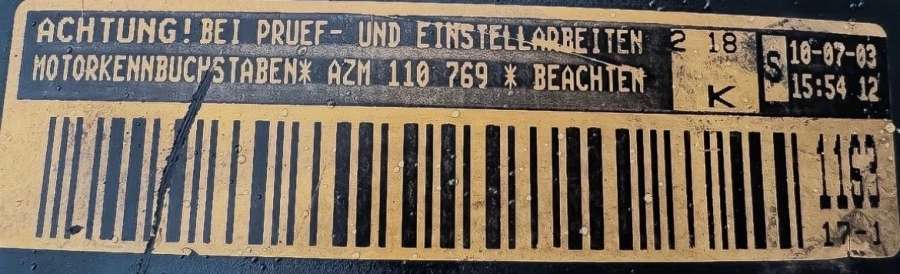 ACHTUNG! BEI PRUEF- UND EINSTELLARBEITEN
MOTORKENNBUCHSTABEN* AZM 110 769 * BEACHTEN
2 18
K
S
10-07-03
15:54 12
1193
17-1